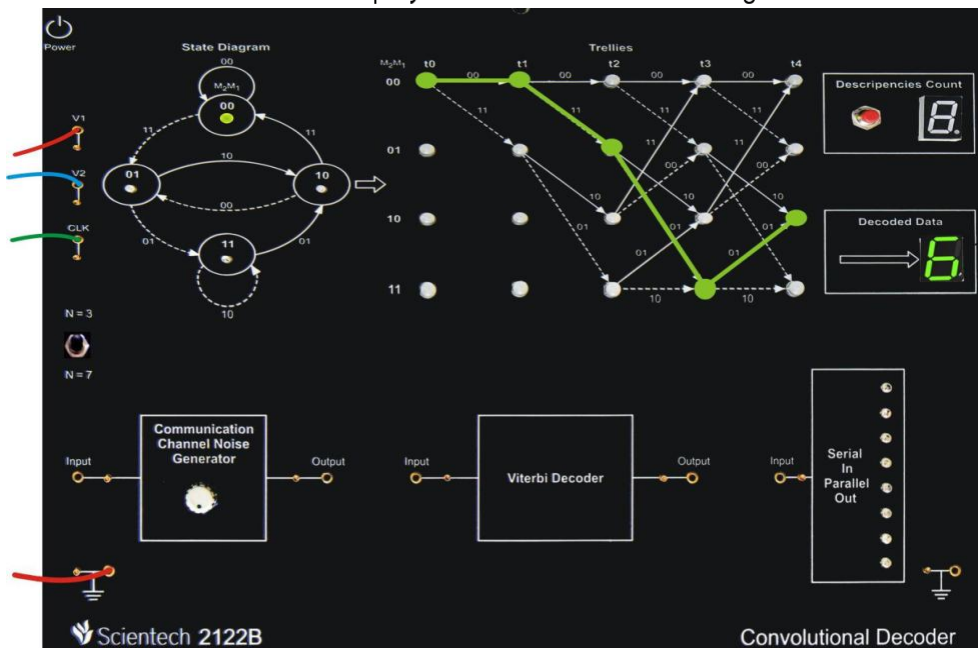 Power
State Diagram
00
M₂M₁
00
11
11
V1
01
10
10
V2
00
CLK
01
11
01
10
N = 3
N = 7
Trellies
M₂M₁ t0 t1 t2 t3 t4
00
00 00 00 00
11 11 11 11
01
11 11
00 00
10 10 10
10
01 01 01
01 01
11
10 10
Descripencies Count
8.
Decoded Data
6
Communication
Channel Noise
Generator
Input
Output
Input
Viterbi Decoder
Output
Input
Serial
In
Parallel
Out
Scientech 2122B
Convolutional Decoder